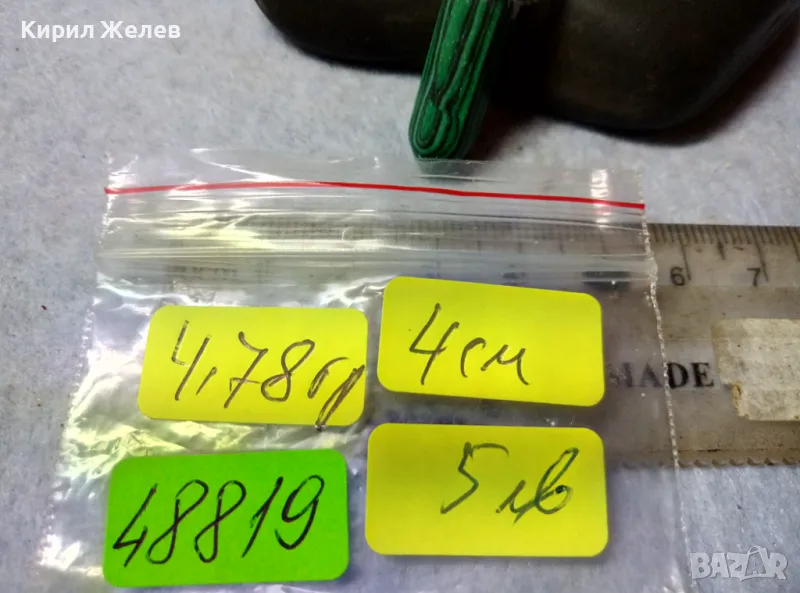 Кирил Желев
6 7
4,78гр
4см
MADE
48819
5лв
BAZAR